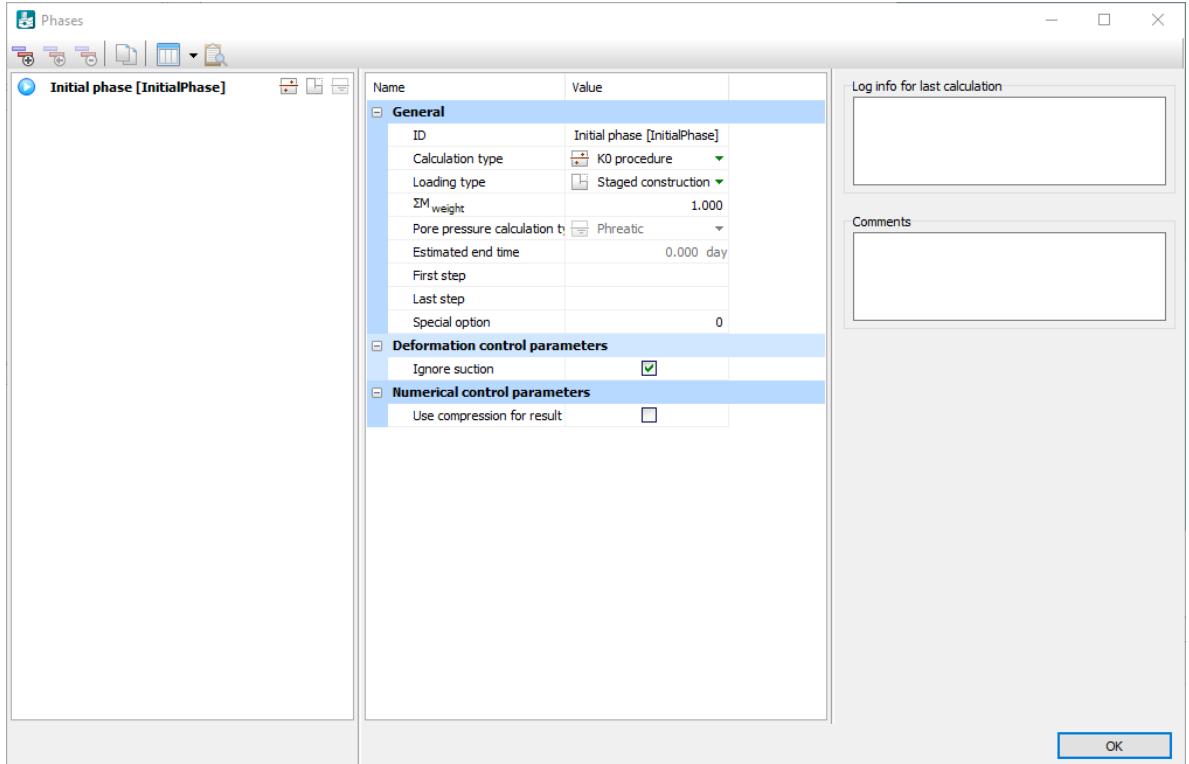 Phases
Initial phase [InitialPhase]
Name Value
General
ID Initial phase [InitialPhase]
Calculation type K0 procedure
Loading type Staged construction
ΣM weight 1.000
Pore pressure calculation ty Phreatic
Estimated end time 0.000 day
First step
Last step
Special option 0
Deformation control parameters
Ignore suction
Numerical control parameters
Use compression for result
Log info for last calculation
Comments
OK